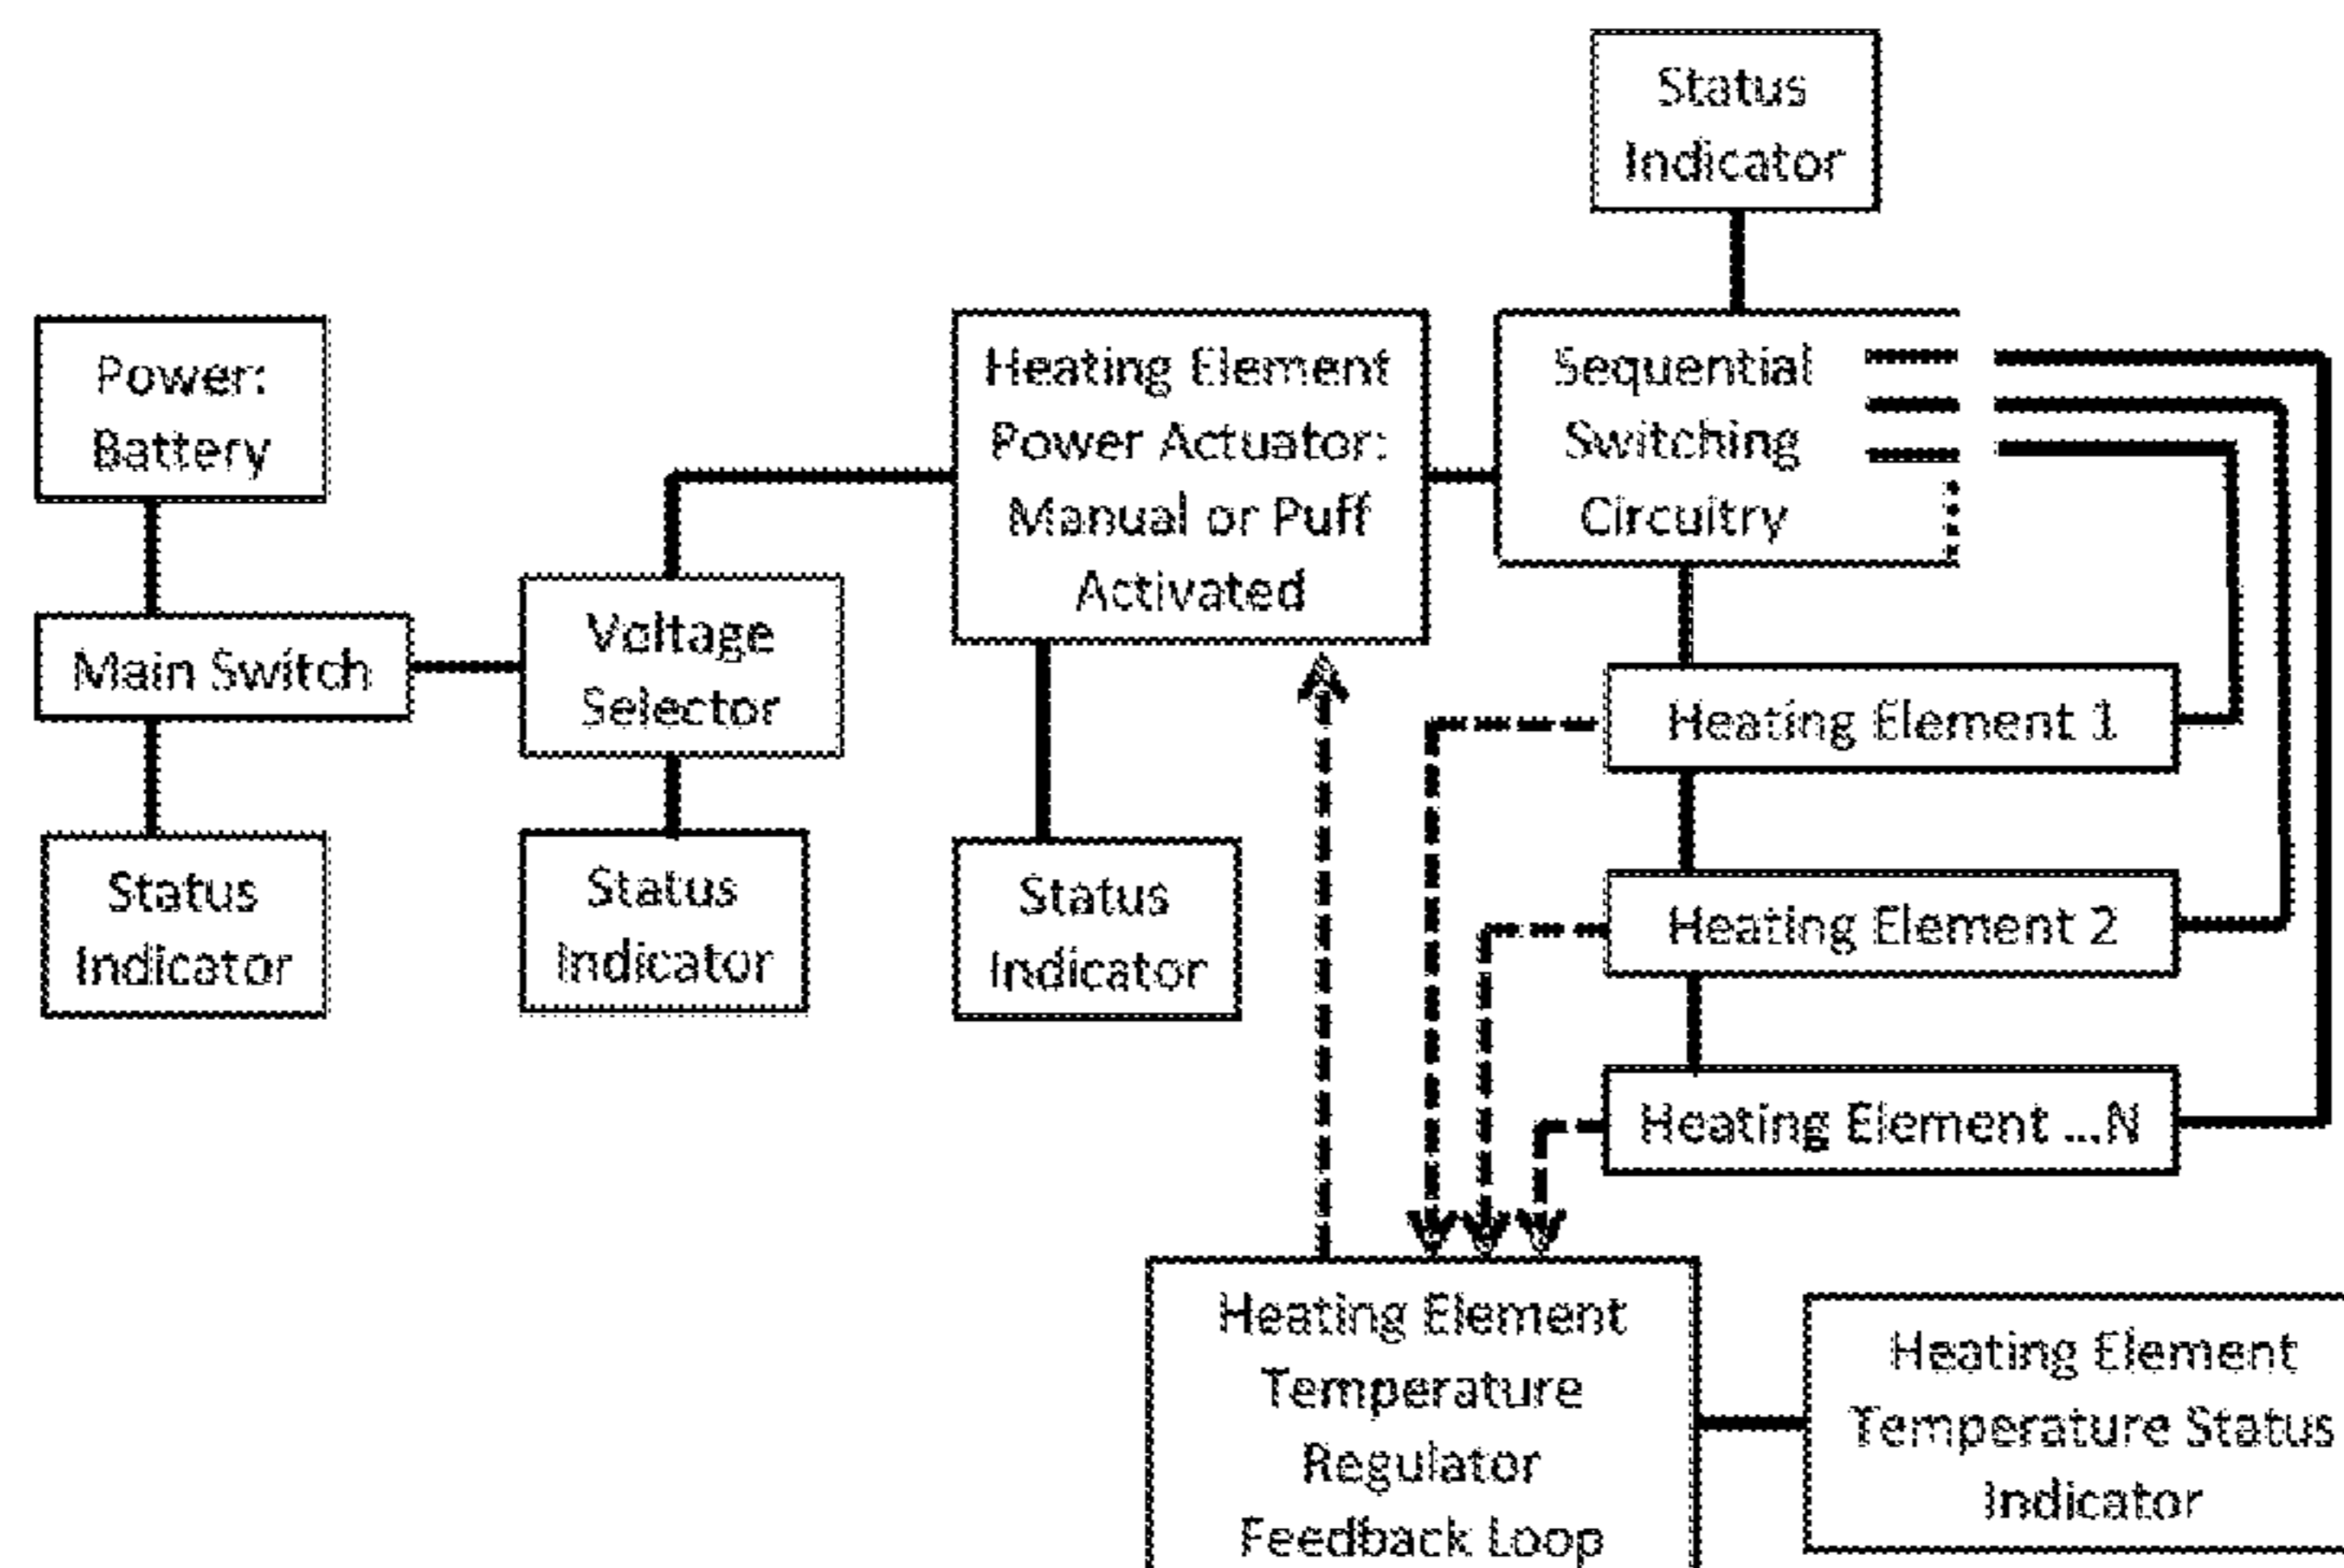 Status
Indicator
Power:
Battery
Heating Element
Power Actuator:
Manual or Puff
Activated
Sequential
Switching
Circuitry
Main Switch
Voltage
Selector
Heating Element 1
Status
Indicator
Status
Indicator
Status
Indicator
Heating Element 2
Heating Element ...N
Heating Element
Temperature
Regulator
Feedback Loop
Heating Element
Temperature Status
Indicator